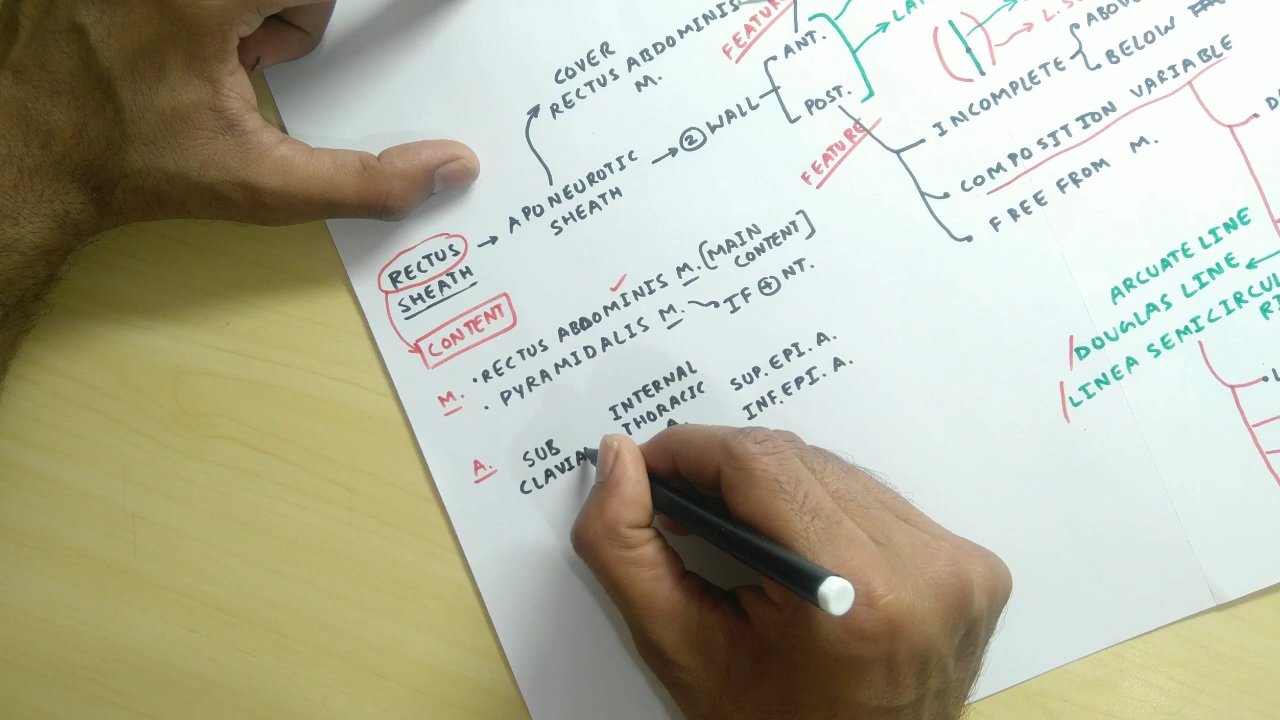 COVER
RECTUS ABDOMINIS
M.
FEATURE
ANT.
POST.
② WALL
FEATURE
L.S
ABOV
BELOW
INCOMPLETE
COMPOSITION VARIABLE
FREE FROM M.
RECTUS
SHEATH
APONEUROTIC
SHEATH
CONTENT
M. • RECTUS ABDOMINIS M. [MAIN
CONTENT]
• PYRAMIDALIS M. IF ⊕NT.
ARCUATE LINE
DOUGLAS LINE
LINEA SEMICIRCUL
A. SUB
CLAVIA
INTERNAL
THORACIC
A.
SUP. EPI. A.
INF. EPI. A.